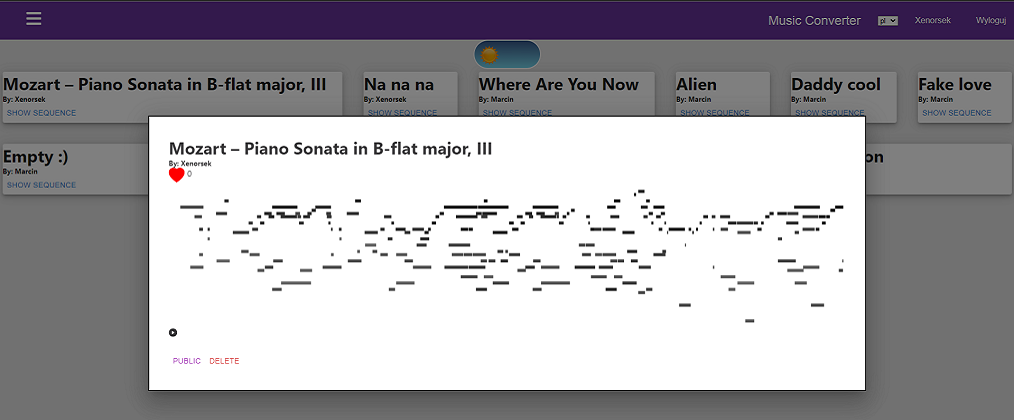 Music Converter pl Xenorsek Wyloguj
Mozart – Piano Sonata in B-flat major, III
By: Xenorsek
SHOW SEQUENCE
Na na na
By: Xenorsek
SHOW SEQUENCE
Where Are You Now
By: Marcin
SHOW SEQUENCE
Alien
By: Marcin
SHOW SEQUENCE
Daddy cool
By: Marcin
SHOW SEQUENCE
Fake love
By: Marcin
SHOW SEQUENCE
Empty :)
By: Marcin
SHOW SEQUENCE
on
Mozart – Piano Sonata in B-flat major, III
By: Xenorsek
0
PUBLIC DELETE